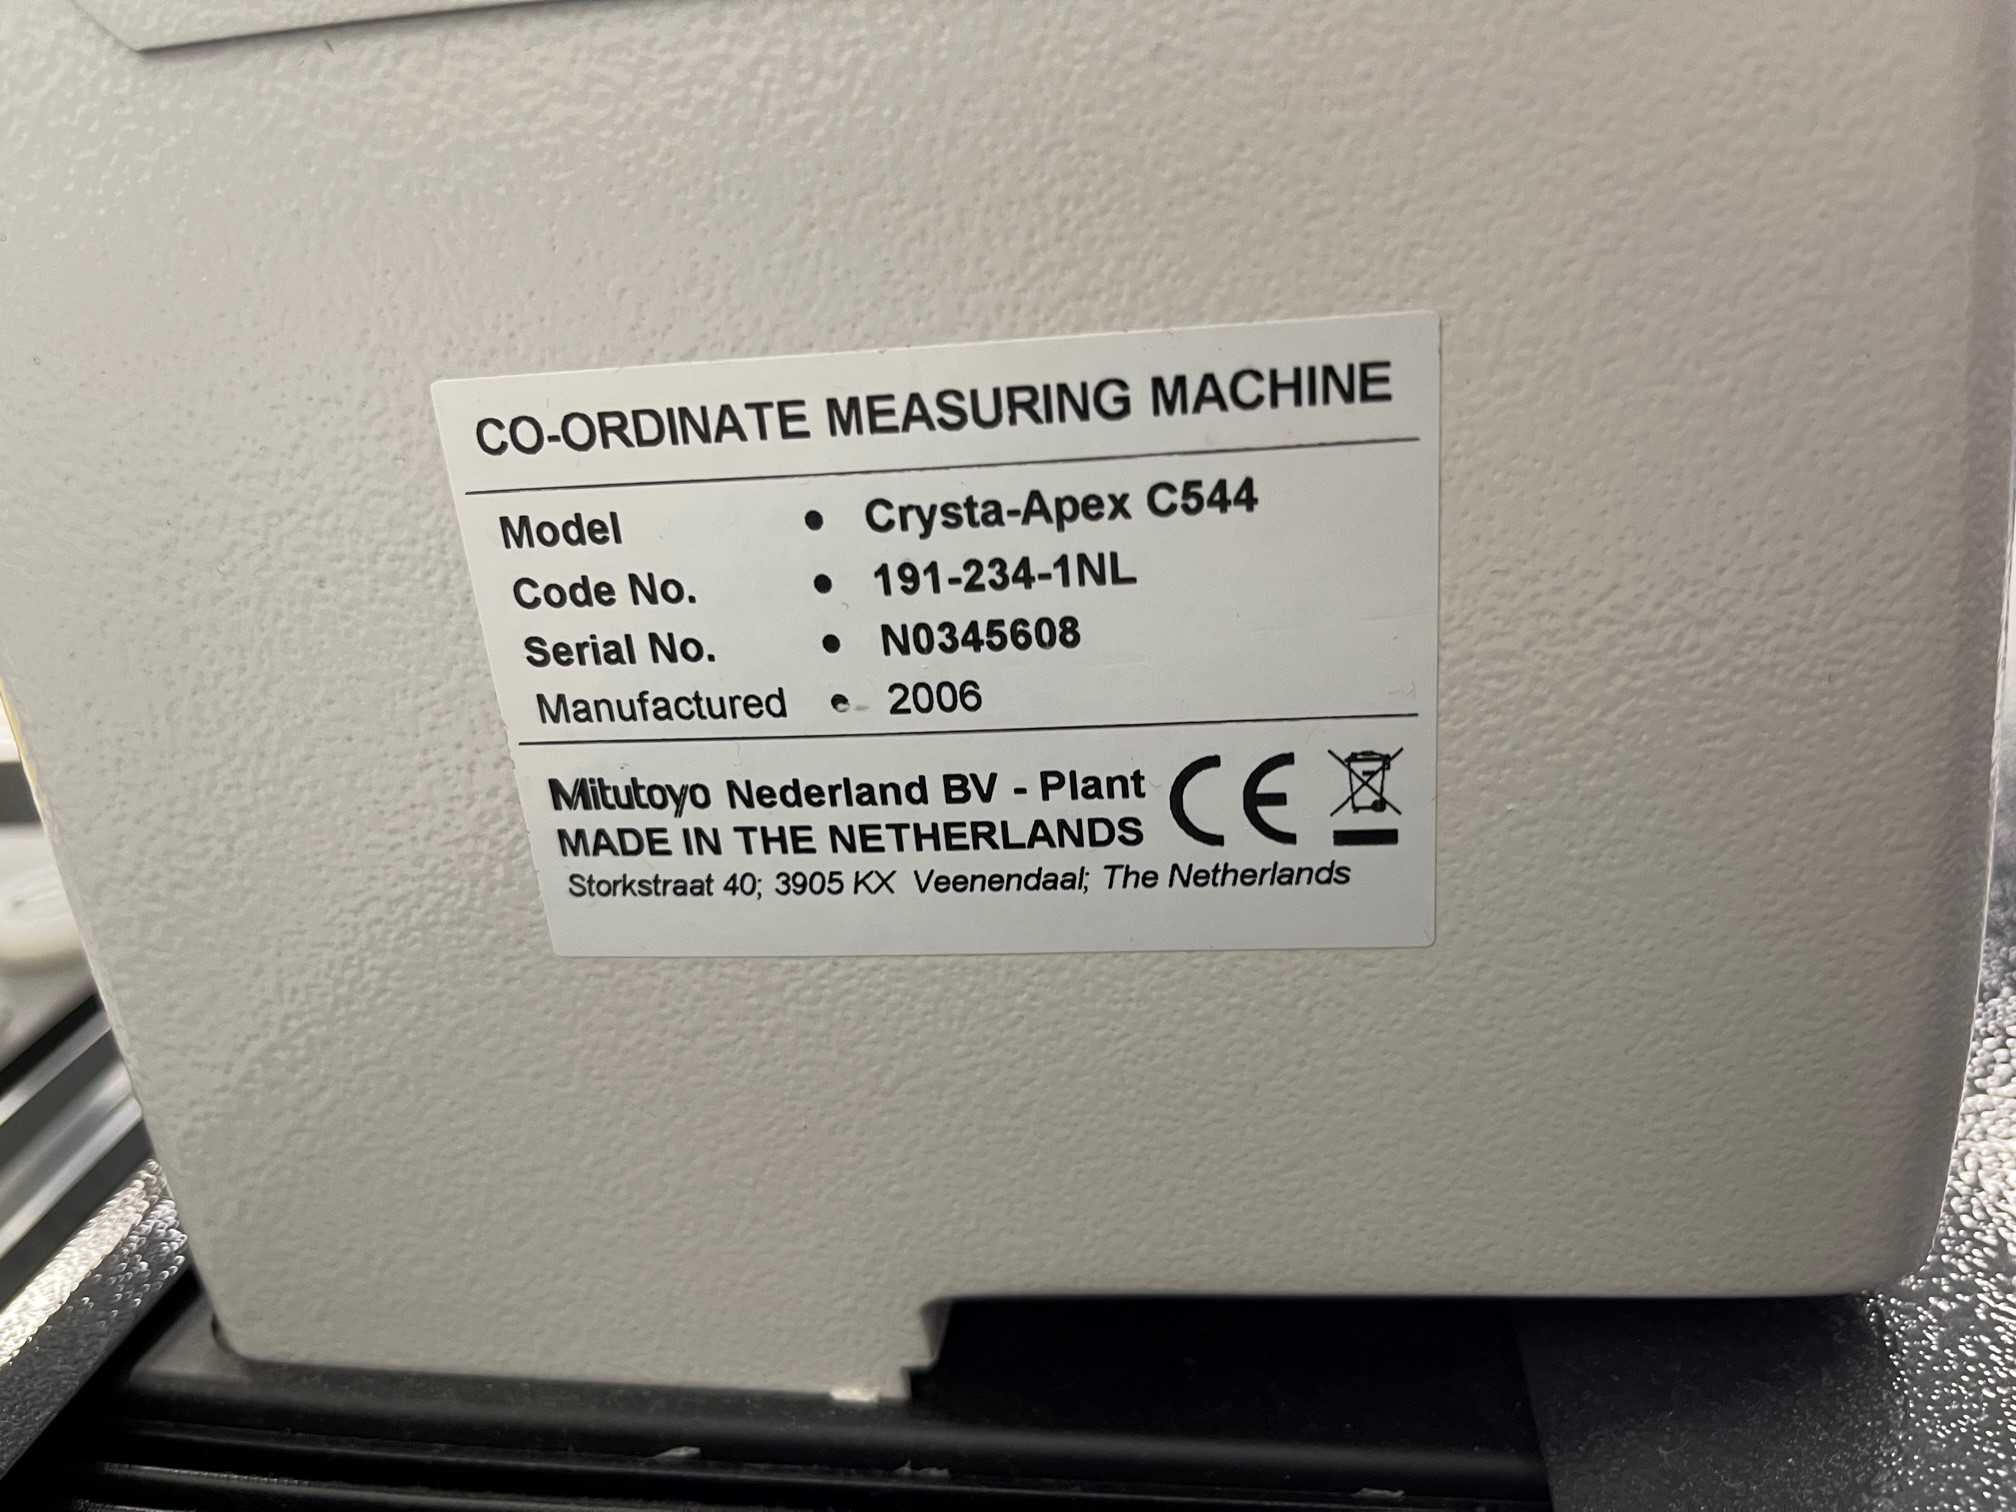 CO-ORDINATE MEASURING MACHINE
Model • Crysta-Apex C544
Code No. • 191-234-1NL
Serial No. • N0345608
Manufactured • 2006
Mitutoyo Nederland BV - Plant CE
MADE IN THE NETHERLANDS
Storkstraat 40; 3905 KX Veenendaal; The Netherlands